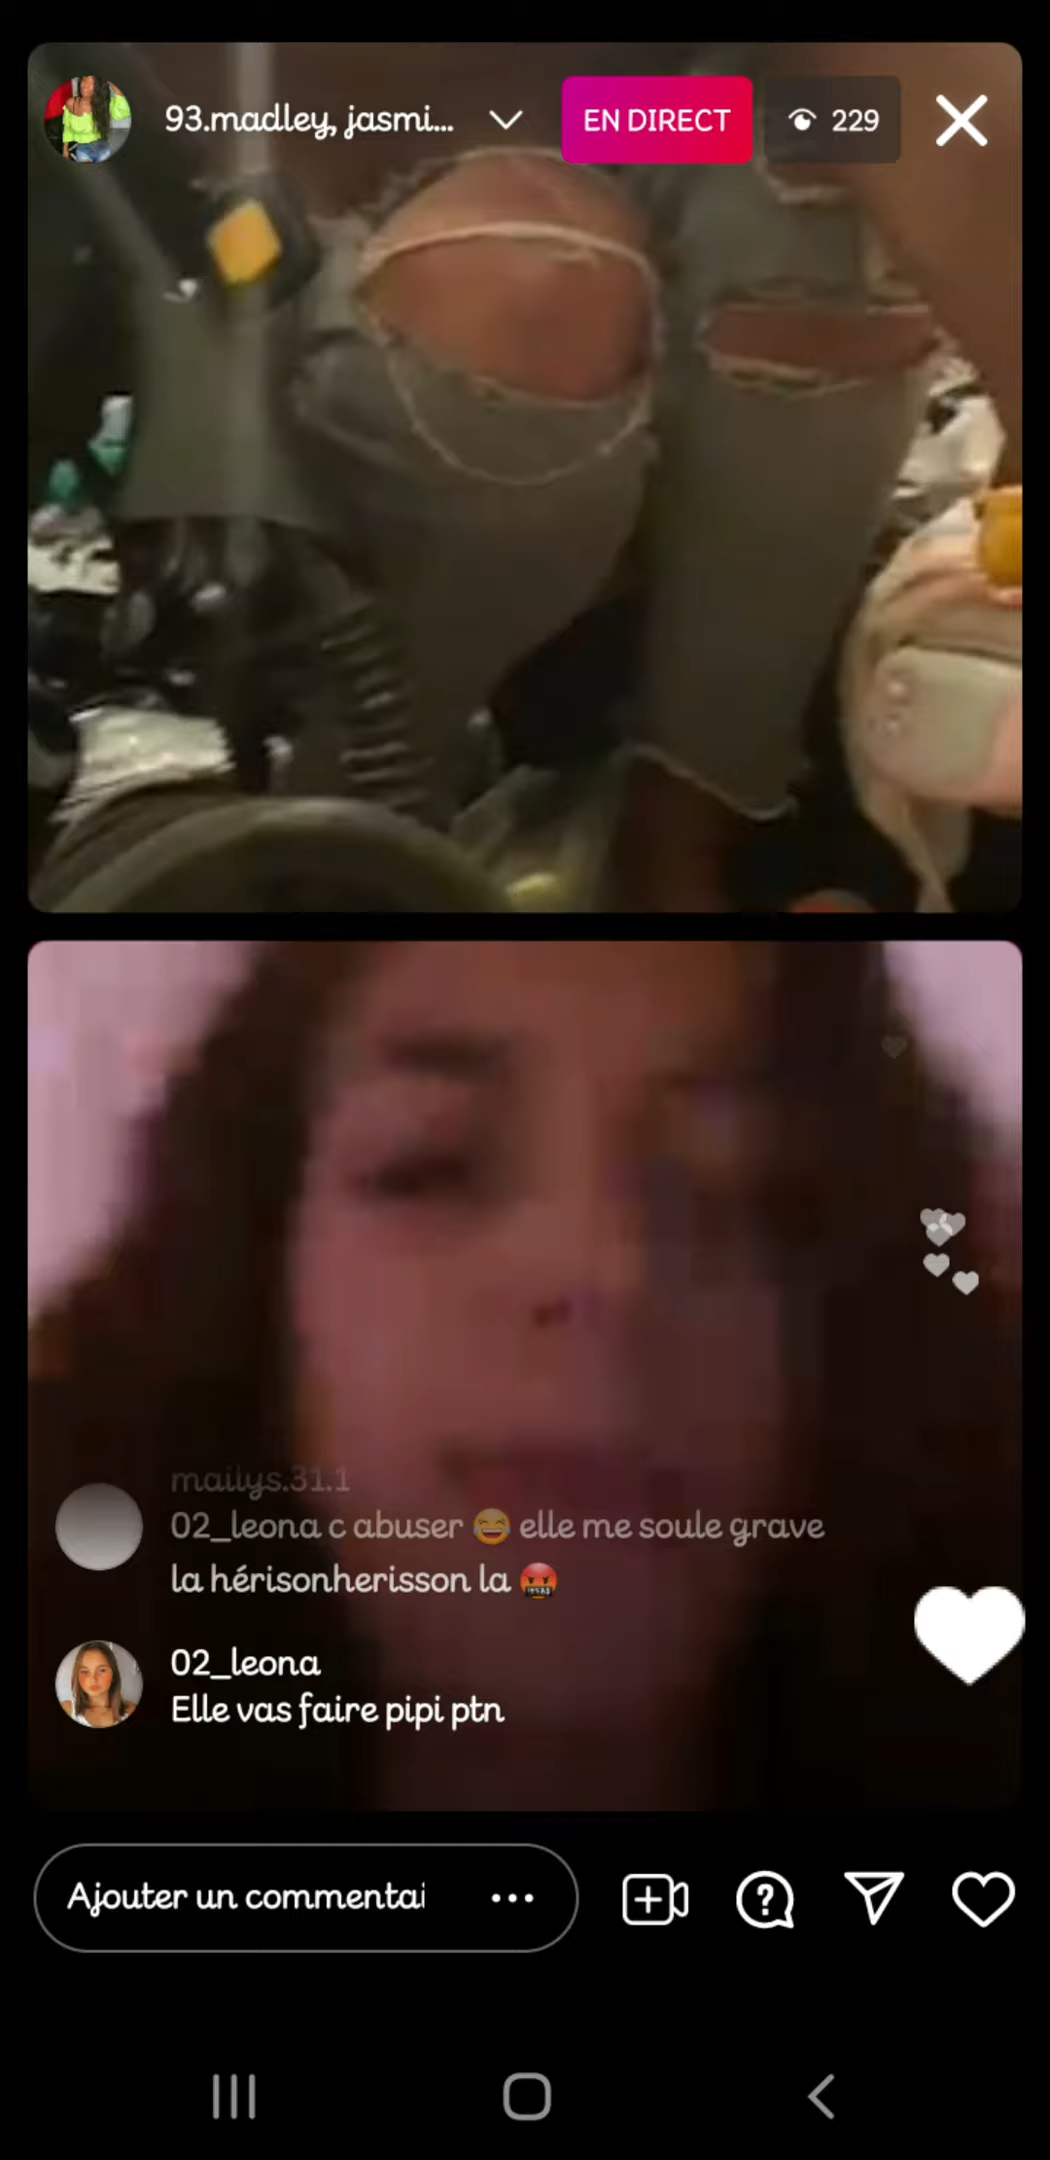 93.madley, jasmi...
EN DIRECT
229
mailys.31.1
02_leona c abuser 😂 elle me soule grave
la hérisonherisson la 🤬
02_leona
Elle vas faire pipi ptn
Ajouter un commentai